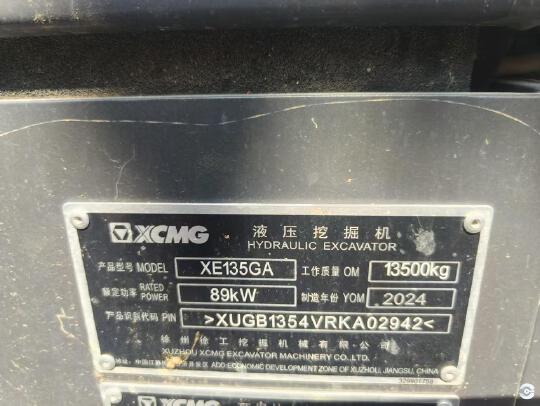 XCMG 液压挖掘机
HYDRAULIC EXCAVATOR
产品型号 MODEL XE135GA 工作质量 OM 13500kg
额定功率 RATED POWER 89kW 制造年份 YOM 2024
产品识别代码 PIN >XUGB1354VRKA02942<
徐州徐工挖掘机械有限公司
XUZHOU XCMG EXCAVATOR MACHINERY CO., LTD.
ADD:ECONOMIC DEVELOPMENT ZONE OF XUZHOU, JIANGSU, CHINA
XCMG